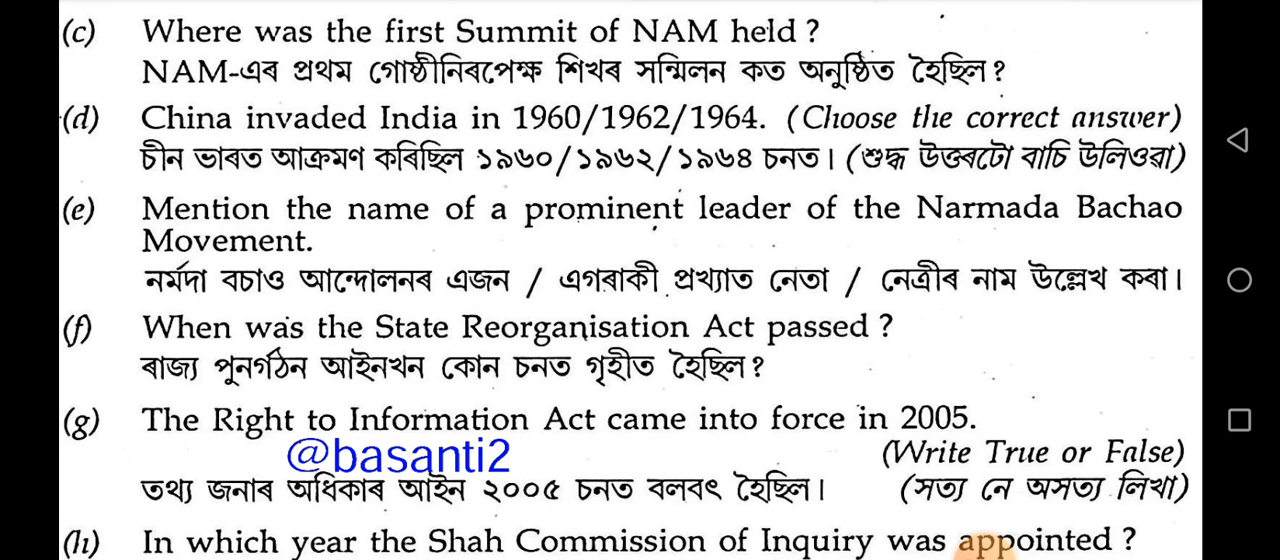 (c) Where was the first Summit of NAM held ?
NAM-এৰ প্ৰথম গোষ্ঠীনিৰপেক্ষ শিখৰ সন্মিলন কত অনুষ্ঠিত হৈছিল ?
(d) China invaded India in 1960/1962/1964. (Choose the correct answer)
চীন ভাৰত আক্ৰমণ কৰিছিল ১৯৬০/১৯৬২/১৯৬৪ চনত। (শুদ্ধ উত্তৰটো বাচি উলিওৱা)
(e) Mention the name of a prominent leader of the Narmada Bachao
Movement.
নৰ্মদা বচাও আন্দোলনৰ এজন / এগৰাকী প্ৰখ্যাত নেতা / নেত্ৰীৰ নাম উল্লেখ কৰা।
(f) When was the State Reorganisation Act passed ?
ৰাজ্য পুনৰ্গঠন আইনখন কোন চনত গৃহীত হৈছিল ?
(g) The Right to Information Act came into force in 2005.
@basanti2 (Write True or False)
তথ্য জনাৰ অধিকাৰ আইন ২০০৫ চনত বলবৎ হৈছিল। (সত্য নে অসত্য লিখা)
(h) In which year the Shah Commission of Inquiry was appointed ?